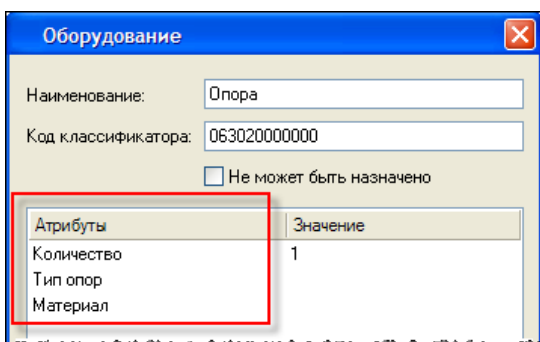 Оборудование
Наименование: Опора
Код классификатора: 063020000000
Не может быть назначено
Атрибуты Значение
Количество 1
Тип опор
Материал